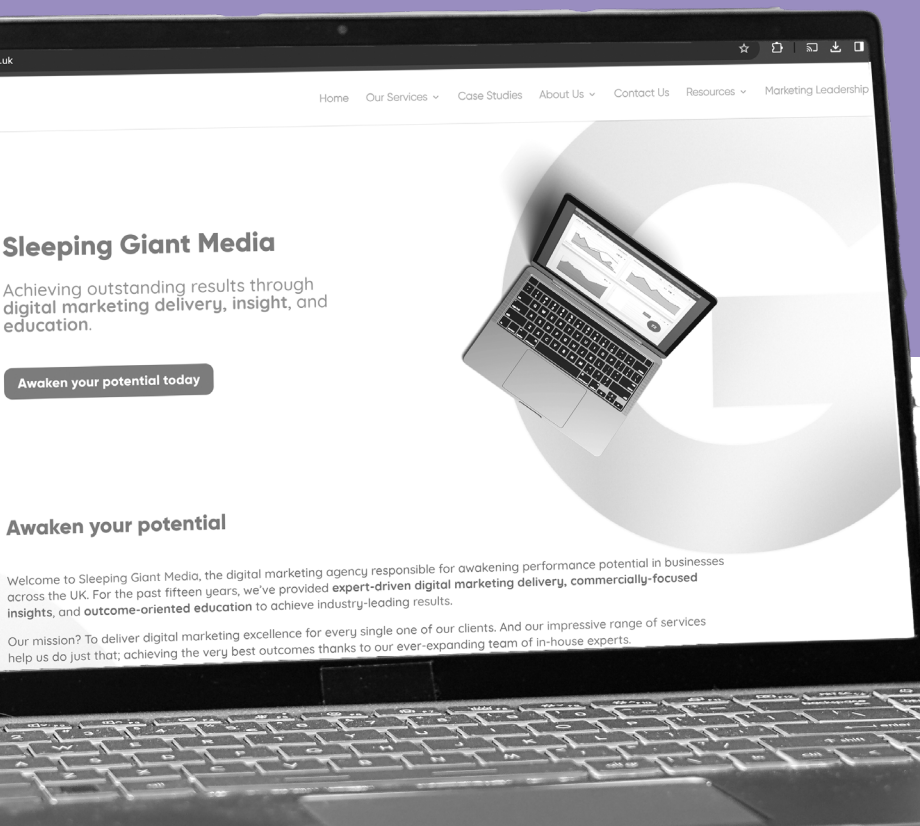 .uk
Home Our Services Case Studies About Us Contact Us Resources Marketing Leadership
Sleeping Giant Media
Achieving outstanding results through
digital marketing delivery, insight, and
education.
Awaken your potential today
Awaken your potential
Welcome to Sleeping Giant Media, the digital marketing agency responsible for awakening performance potential in businesses
across the UK. For the past fifteen years, we've provided expert-driven digital marketing delivery, commercially-focused
insights, and outcome-oriented education to achieve industry-leading results.
Our mission? To deliver digital marketing excellence for every single one of our clients. And our impressive range of services
help us do just that; achieving the very best outcomes thanks to our ever-expanding team of in-house experts.